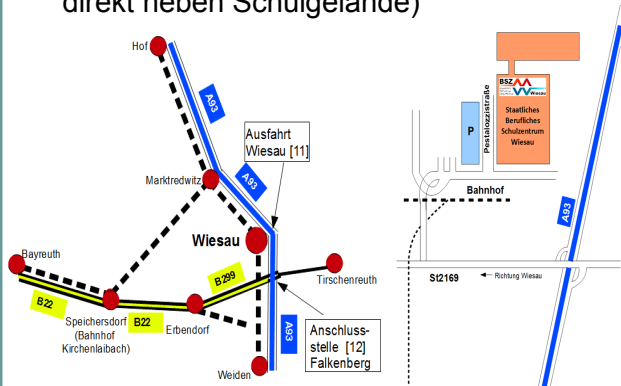 direkt neben Schulgelände)
Hof
A93
Ausfahrt
Wiesau [11]
Marktredwitz
A93
Wiesau
Bayreuth
B299
Tirschenreuth
B22
B22
Speichersdorf
(Bahnhof
Kirchenlaibach)
Erbendorf
Anschluss-
stelle [12]
Falkenberg
A93
Weiden
BSZ
Wiesau
P
Pestalozzistraße
Staatliches
Berufliches
Schulzentrum
Wiesau
Bahnhof
A93
St2169
Richtung Wiesau